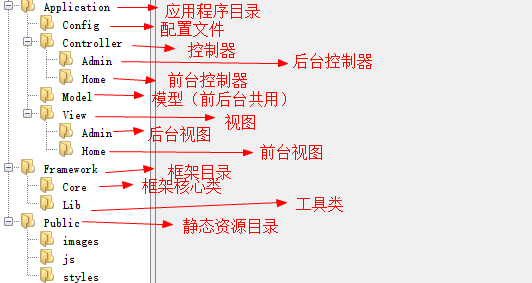 Application 应用程序目录
Config 配置文件
Controller 控制器
Admin 后台控制器
Home 前台控制器
Model 模型（前后台共用）
View 视图
Admin 后台视图
Home 前台视图
Framework 框架目录
Core 框架核心类
Lib 工具类
Public 静态资源目录
images
js
styles